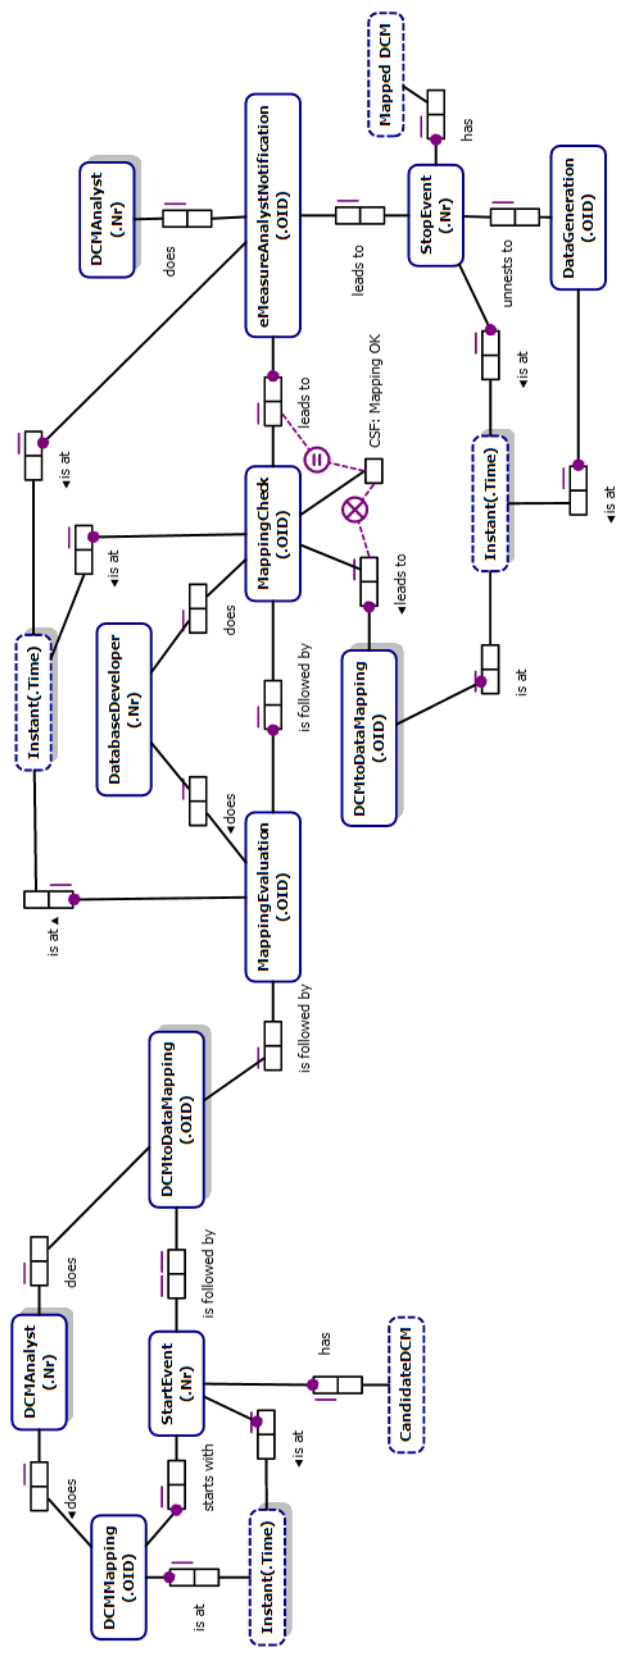 DCMMapping
(.OID)
◄does
DCMAnalyst
(.Nr)
does
is at
Instant(.Time)
starts with
StartEvent
(.Nr)
◄is at
has
CandidateDCM
is followed by
DCMtoDataMapping
(.OID)
is followed by
MappingEvaluation
(.OID)
is at ▲
Instant(.Time)
◄does
DatabaseDeveloper
(.Nr)
does
is followed by
MappingCheck
(.OID)
◄is at
◄is at
DCMtoDataMapping
(.OID)
◄leads to
CSF: Mapping OK
leads to
eMeasureAnalystNotification
(.OID)
does
DCMAnalyst
(.Nr)
leads to
StopEvent
(.Nr)
has
Mapped DCM
is at
Instant(.Time)
◄is at
unnests to
DataGeneration
(.OID)
◄is at